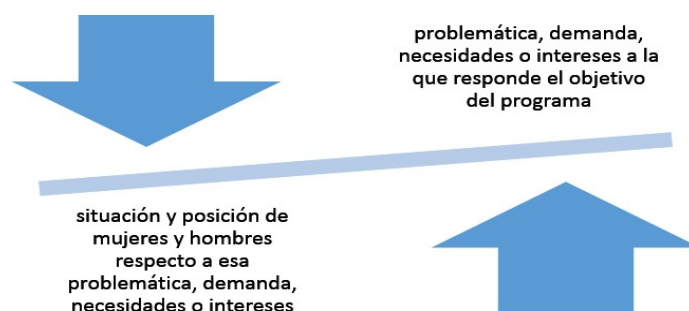 problemática, demanda,
necesidades o intereses a la
que responde el objetivo
del programa
situación y posición de
mujeres y hombres
respecto a esa
problemática, demanda,
necesidades o intereses